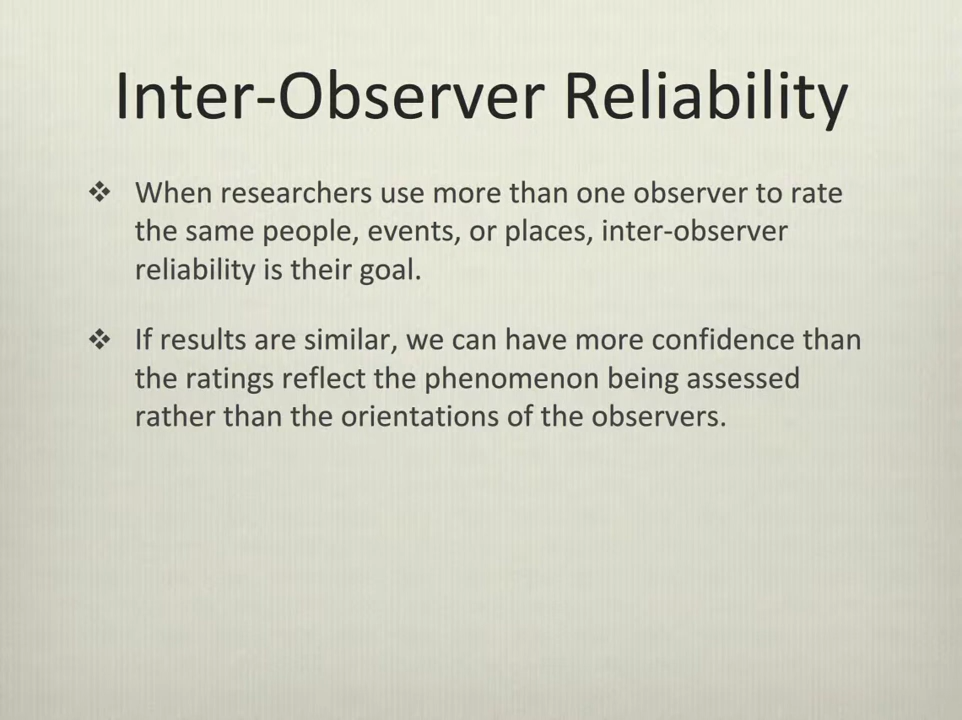 Inter-Observer Reliability
❖ When researchers use more than one observer to rate
the same people, events, or places, inter-observer
reliability is their goal.
❖ If results are similar, we can have more confidence than
the ratings reflect the phenomenon being assessed
rather than the orientations of the observers.